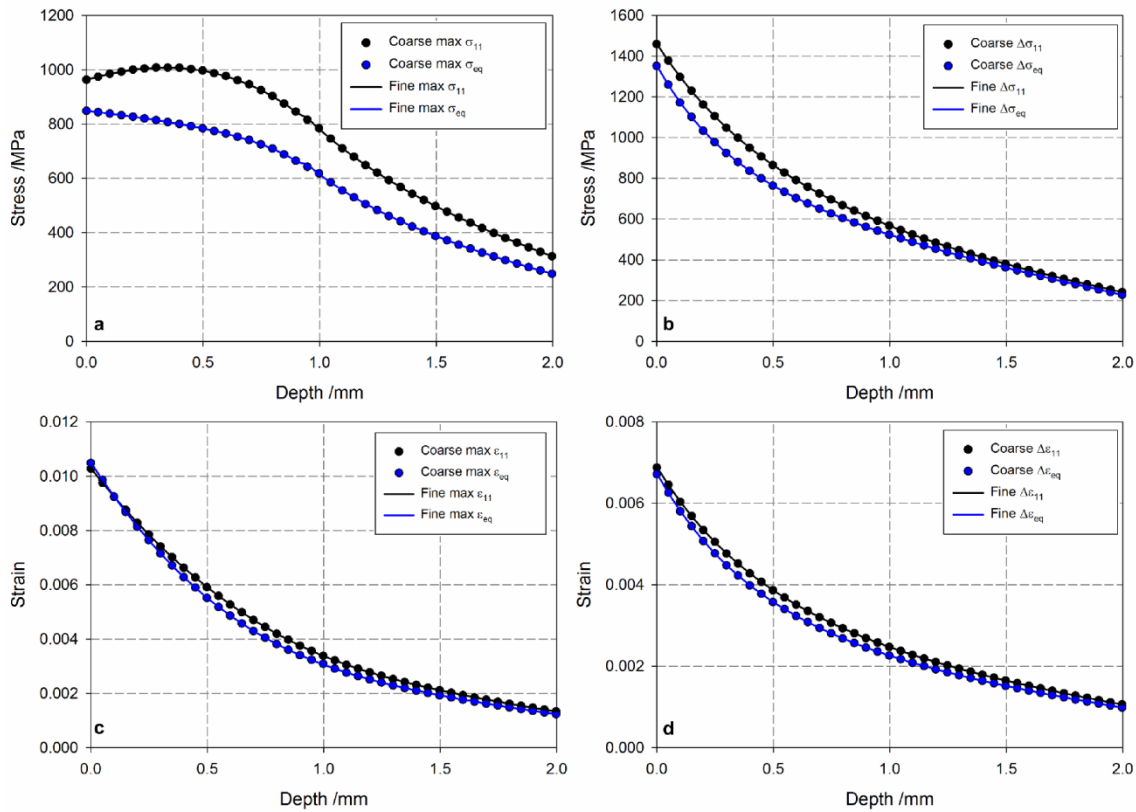 1200
1000
800
600
400
200
0
Stress /MPa
0.0 0.5 1.0 1.5 2.0
Depth /mm
Coarse max σ11
Coarse max σeq
Fine max σ11
Fine max σeq
a
1600
1400
1200
1000
800
600
400
200
0
Stress /MPa
0.0 0.5 1.0 1.5 2.0
Depth /mm
Coarse Δσ11
Coarse Δσeq
Fine Δσ11
Fine Δσeq
b
0.012
0.010
0.008
0.006
0.004
0.002
0.000
Strain
0.0 0.5 1.0 1.5 2.0
Depth /mm
Coarse max ε11
Coarse max εeq
Fine max ε11
Fine max εeq
c
0.008
0.006
0.004
0.002
0.000
Strain
0.0 0.5 1.0 1.5 2.0
Depth /mm
Coarse Δε11
Coarse Δεeq
Fine Δε11
Fine Δεeq
d